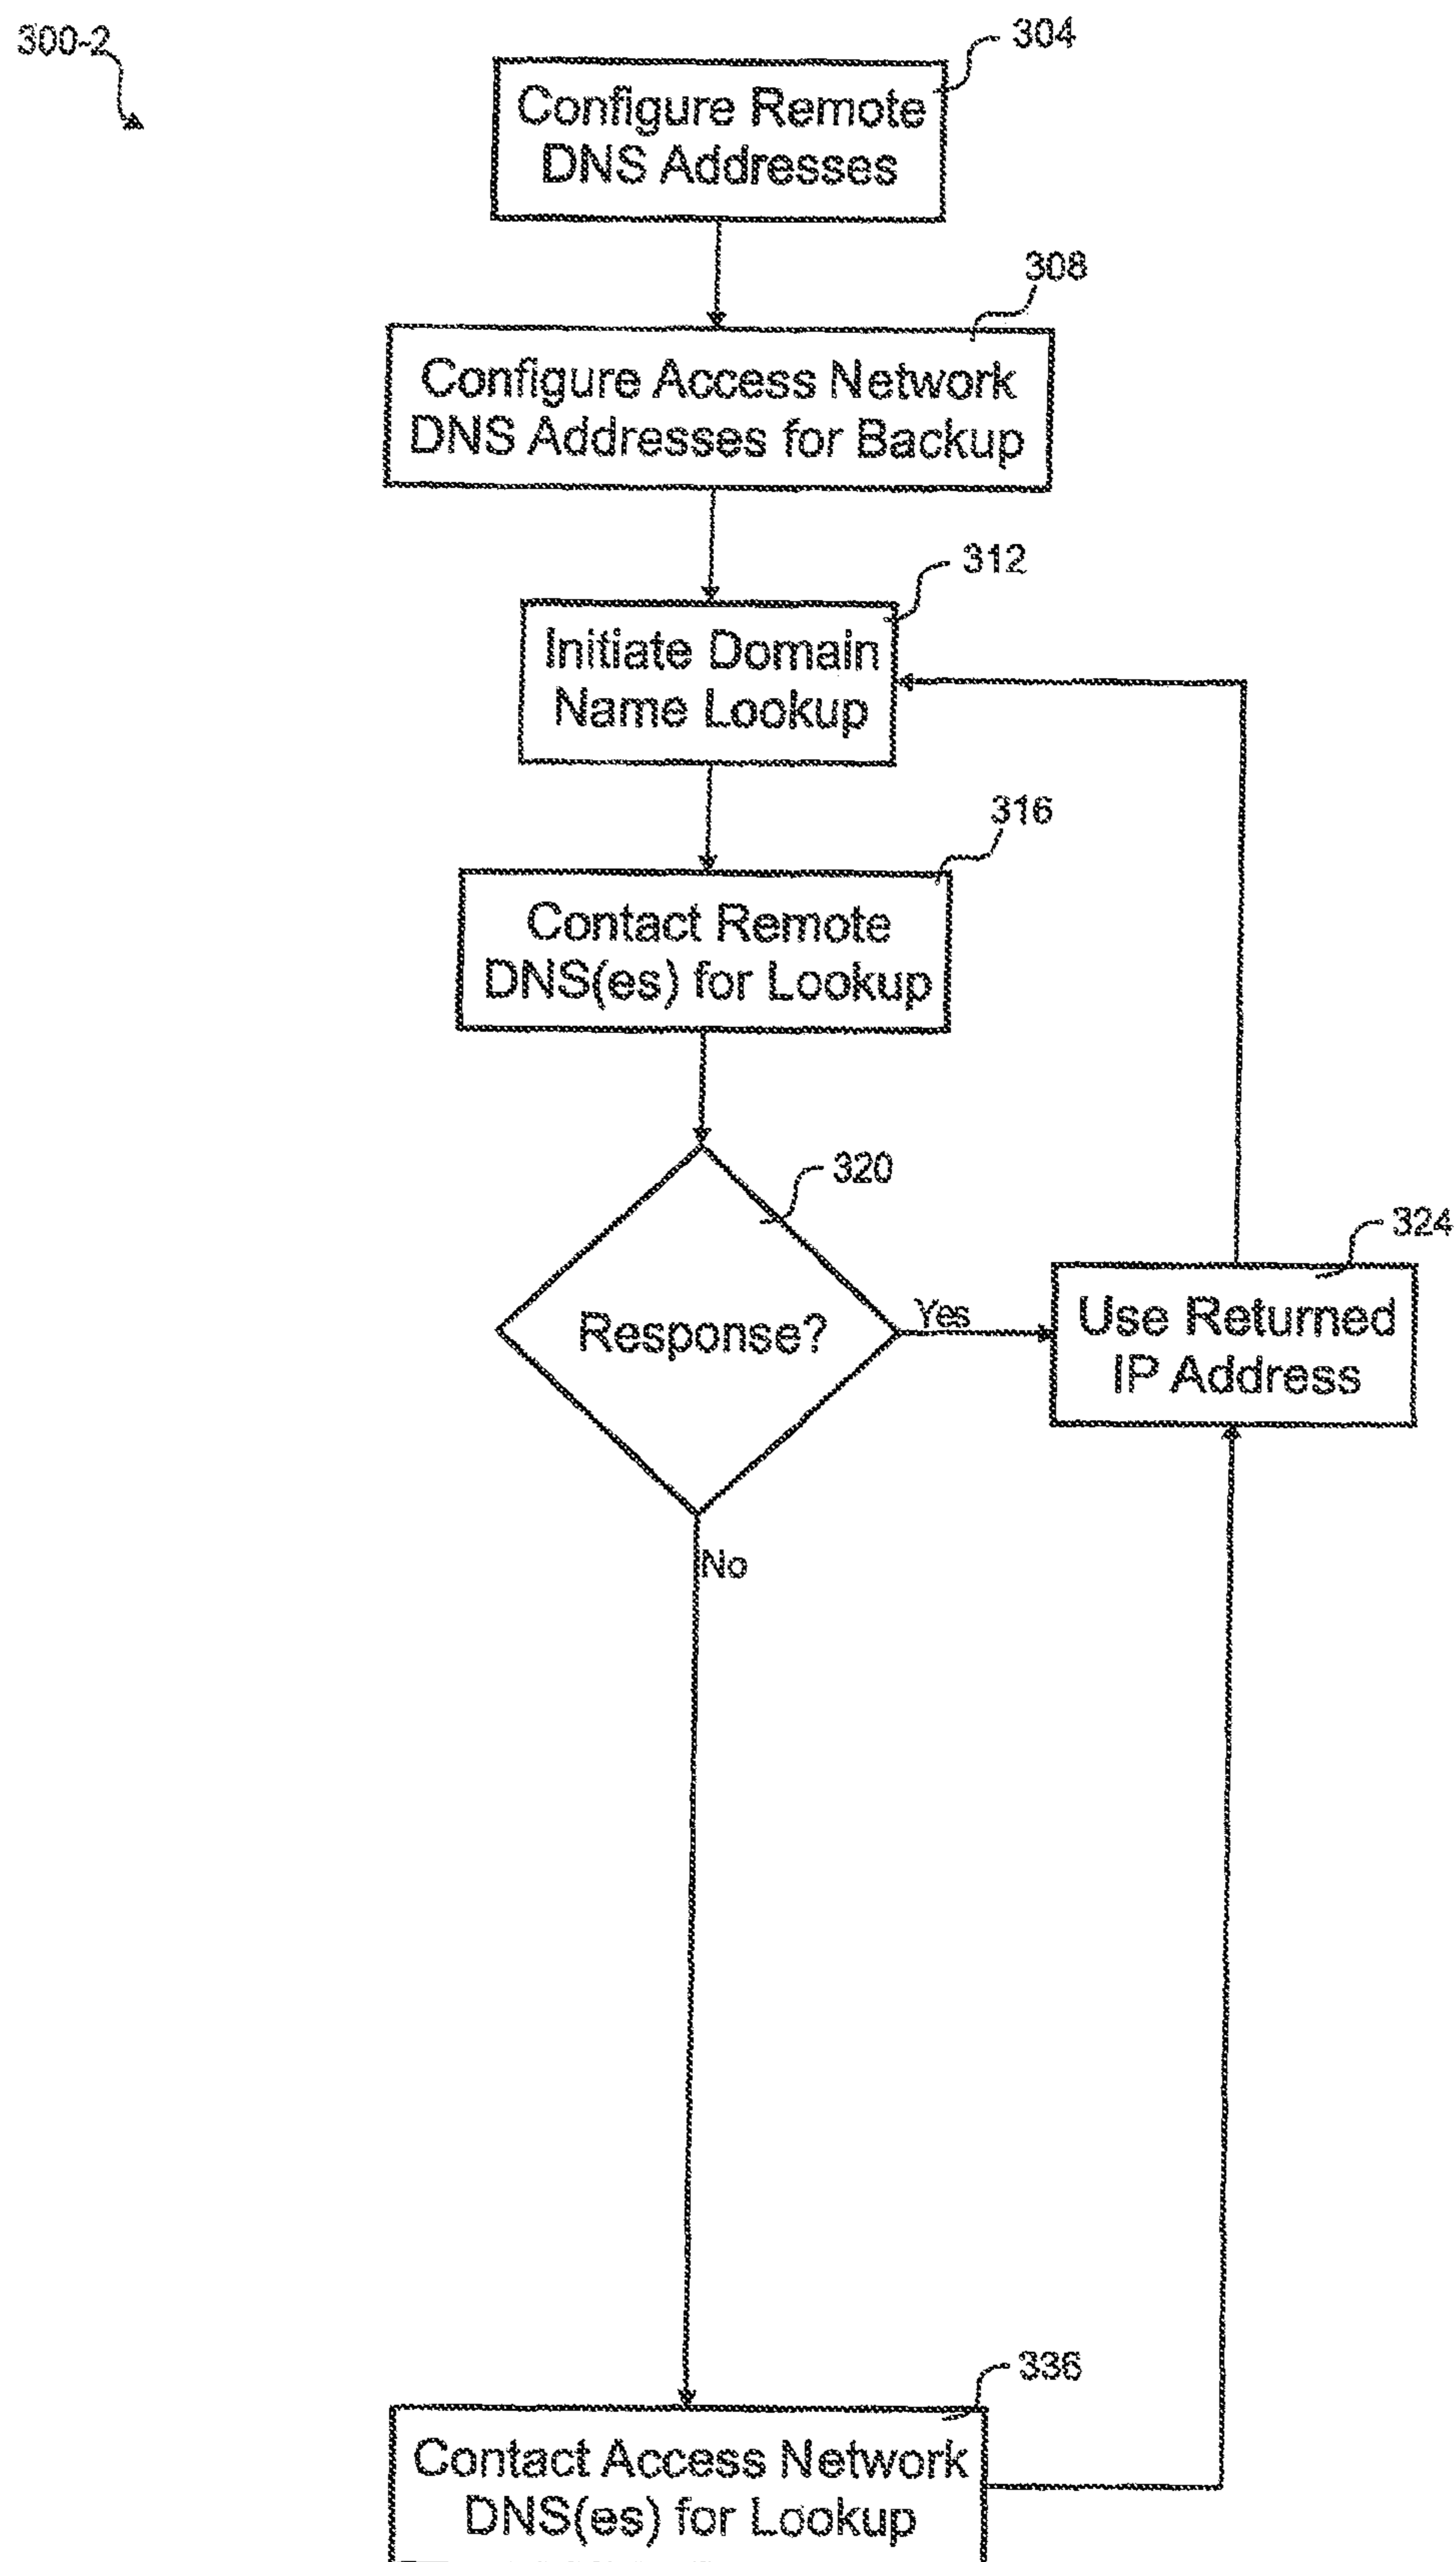 300-2
304
Configure Remote
DNS Addresses
308
Configure Access Network
DNS Addresses for Backup
312
Initiate Domain
Name Lookup
316
Contact Remote
DNS(es) for Lookup
320
Response?
Yes
324
Use Returned
IP Address
No
336
Contact Access Network
DNS(es) for Lookup